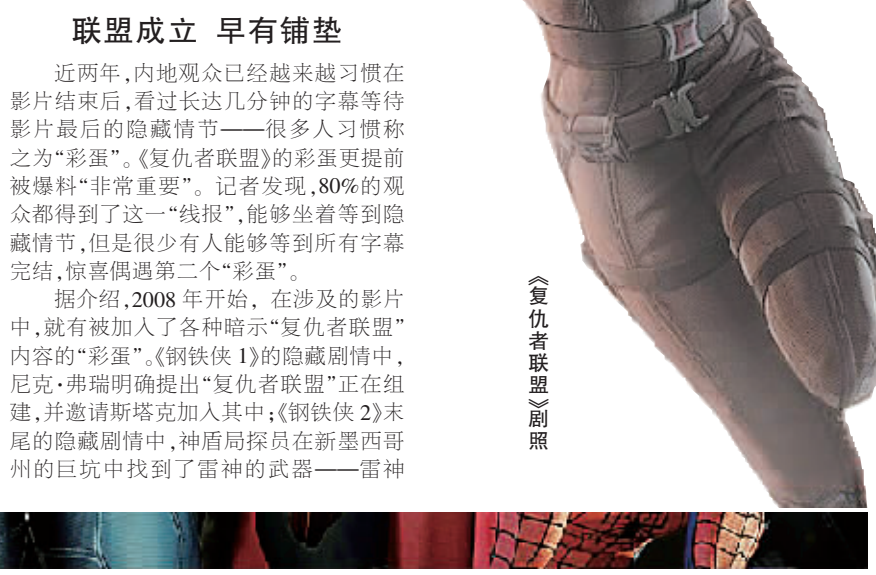 联盟成立 早有铺垫
近两年,内地观众已经越来越习惯在
影片结束后,看过长达几分钟的字幕等待
影片最后的隐藏情节——很多人习惯称
之为“彩蛋”。《复仇者联盟》的彩蛋更提前
被爆料“非常重要”。记者发现,80%的观
众都得到了这一“线报”,能够坐着等到隐
藏情节,但是很少有人能够等到所有字幕
完结,惊喜偶遇第二个“彩蛋”。
据介绍,2008 年开始, 在涉及的影片
中,就有被加入了各种暗示“复仇者联盟”
内容的“彩蛋”。《钢铁侠 1》的隐藏剧情中,
尼克·弗瑞明确提出“复仇者联盟”正在组
建,并邀请斯塔克加入其中;《钢铁侠 2》末
尾的隐藏剧情中,神盾局探员在新墨西哥
州的巨坑中找到了雷神的武器——雷神
《复仇者联盟》剧照